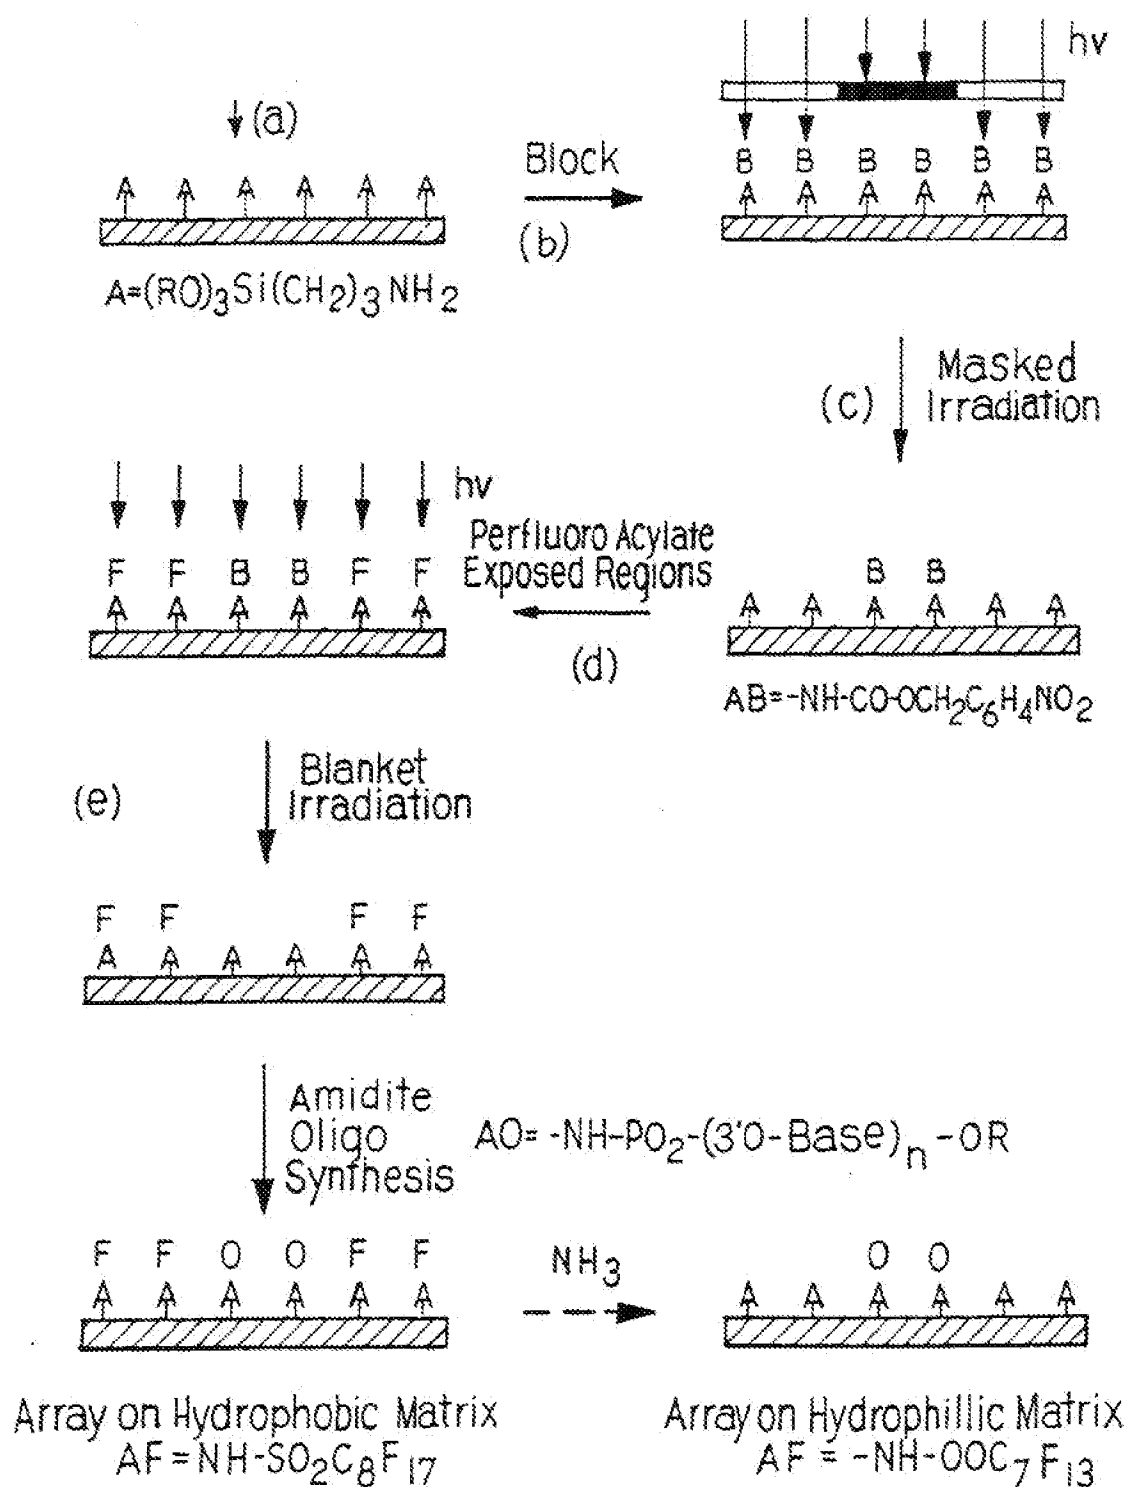 (a)
A A A A A A
A=(RO)3Si(CH2)3NH2
Block
(b)
hv
B B B B B B
A A A A A A
(c)
Masked
Irradiation
B B
A A A A A A
AB=-NH-CO-OCH2C6H4NO2
Perfluoro Acylate
Exposed Regions
(d)
hv
F F B B F F
A A A A A A
(e)
Blanket
Irradiation
F F F F
A A A A A A
Amidite
Oligo
Synthesis
AO= -NH-PO2-(3'O-Base)n-OR
F F O O F F
A A A A A A
Array on Hydrophobic Matrix
AF=NH-SO2C8F17
NH3
O O
A A A A A A
Array on Hydrophillic Matrix
AF = -NH-OOC7F13